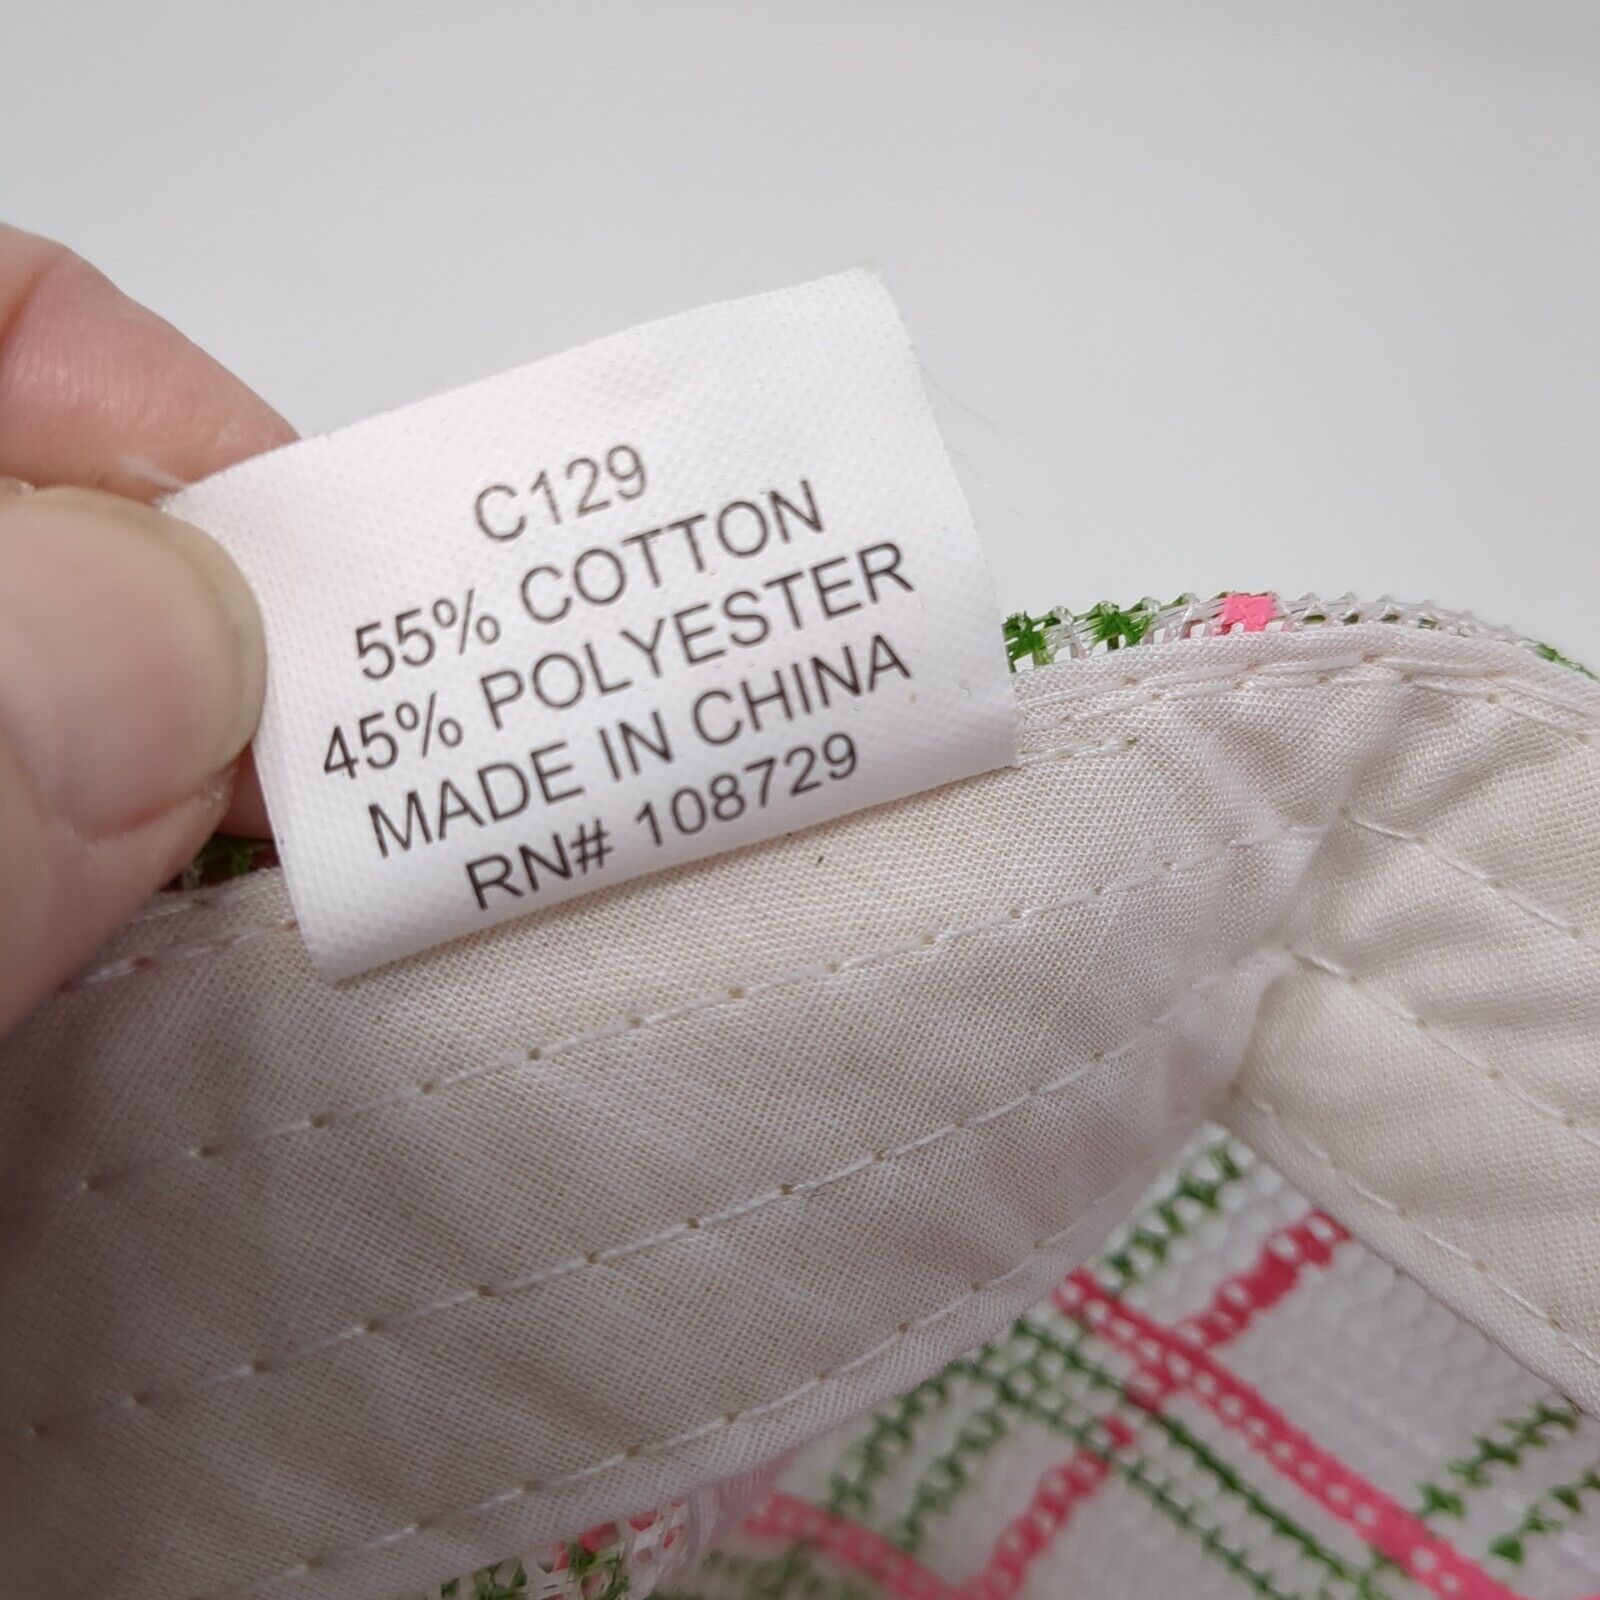 C129
55% COTTON
45% POLYESTER
MADE IN CHINA
RN# 108729